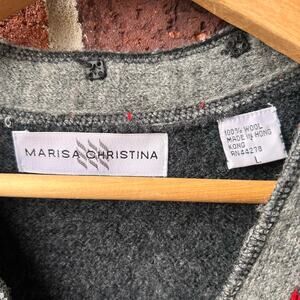 MARISA CHRISTINA
100% WOOL
MADE IN HONG
KONG
RN44278
L